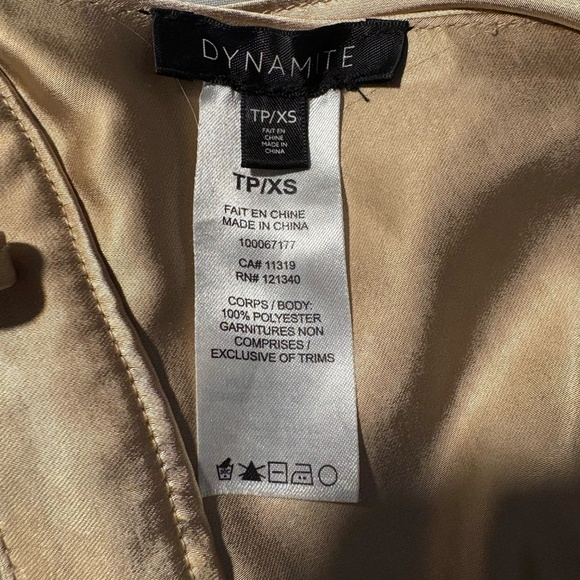 DYNAMITE
TP/XS
FAIT EN
CHINE
MADE IN
CHINA
TP/XS
FAIT EN CHINE
MADE IN CHINA
100067177
CA# 11319
RN# 121340
CORPS / BODY:
100% POLYESTER
GARNITURES NON
COMPRISES /
EXCLUSIVE OF TRIMS